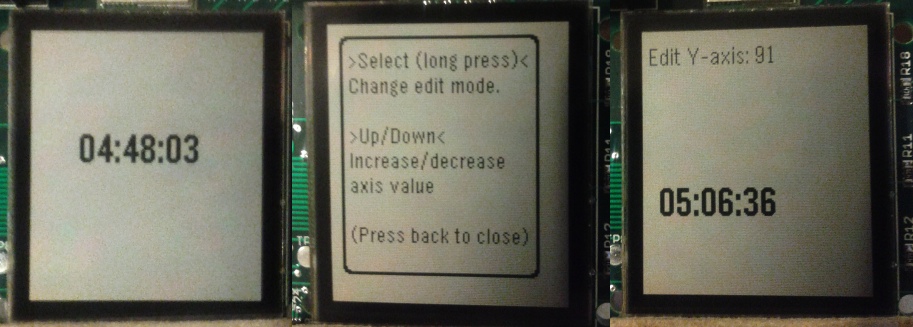 04:48:03
>Select (long press)<
Change edit mode.
>Up/Down<
Increase/decrease
axis value
(Press back to close)
Edit Y-axis: 91
05:06:36
R11
R12